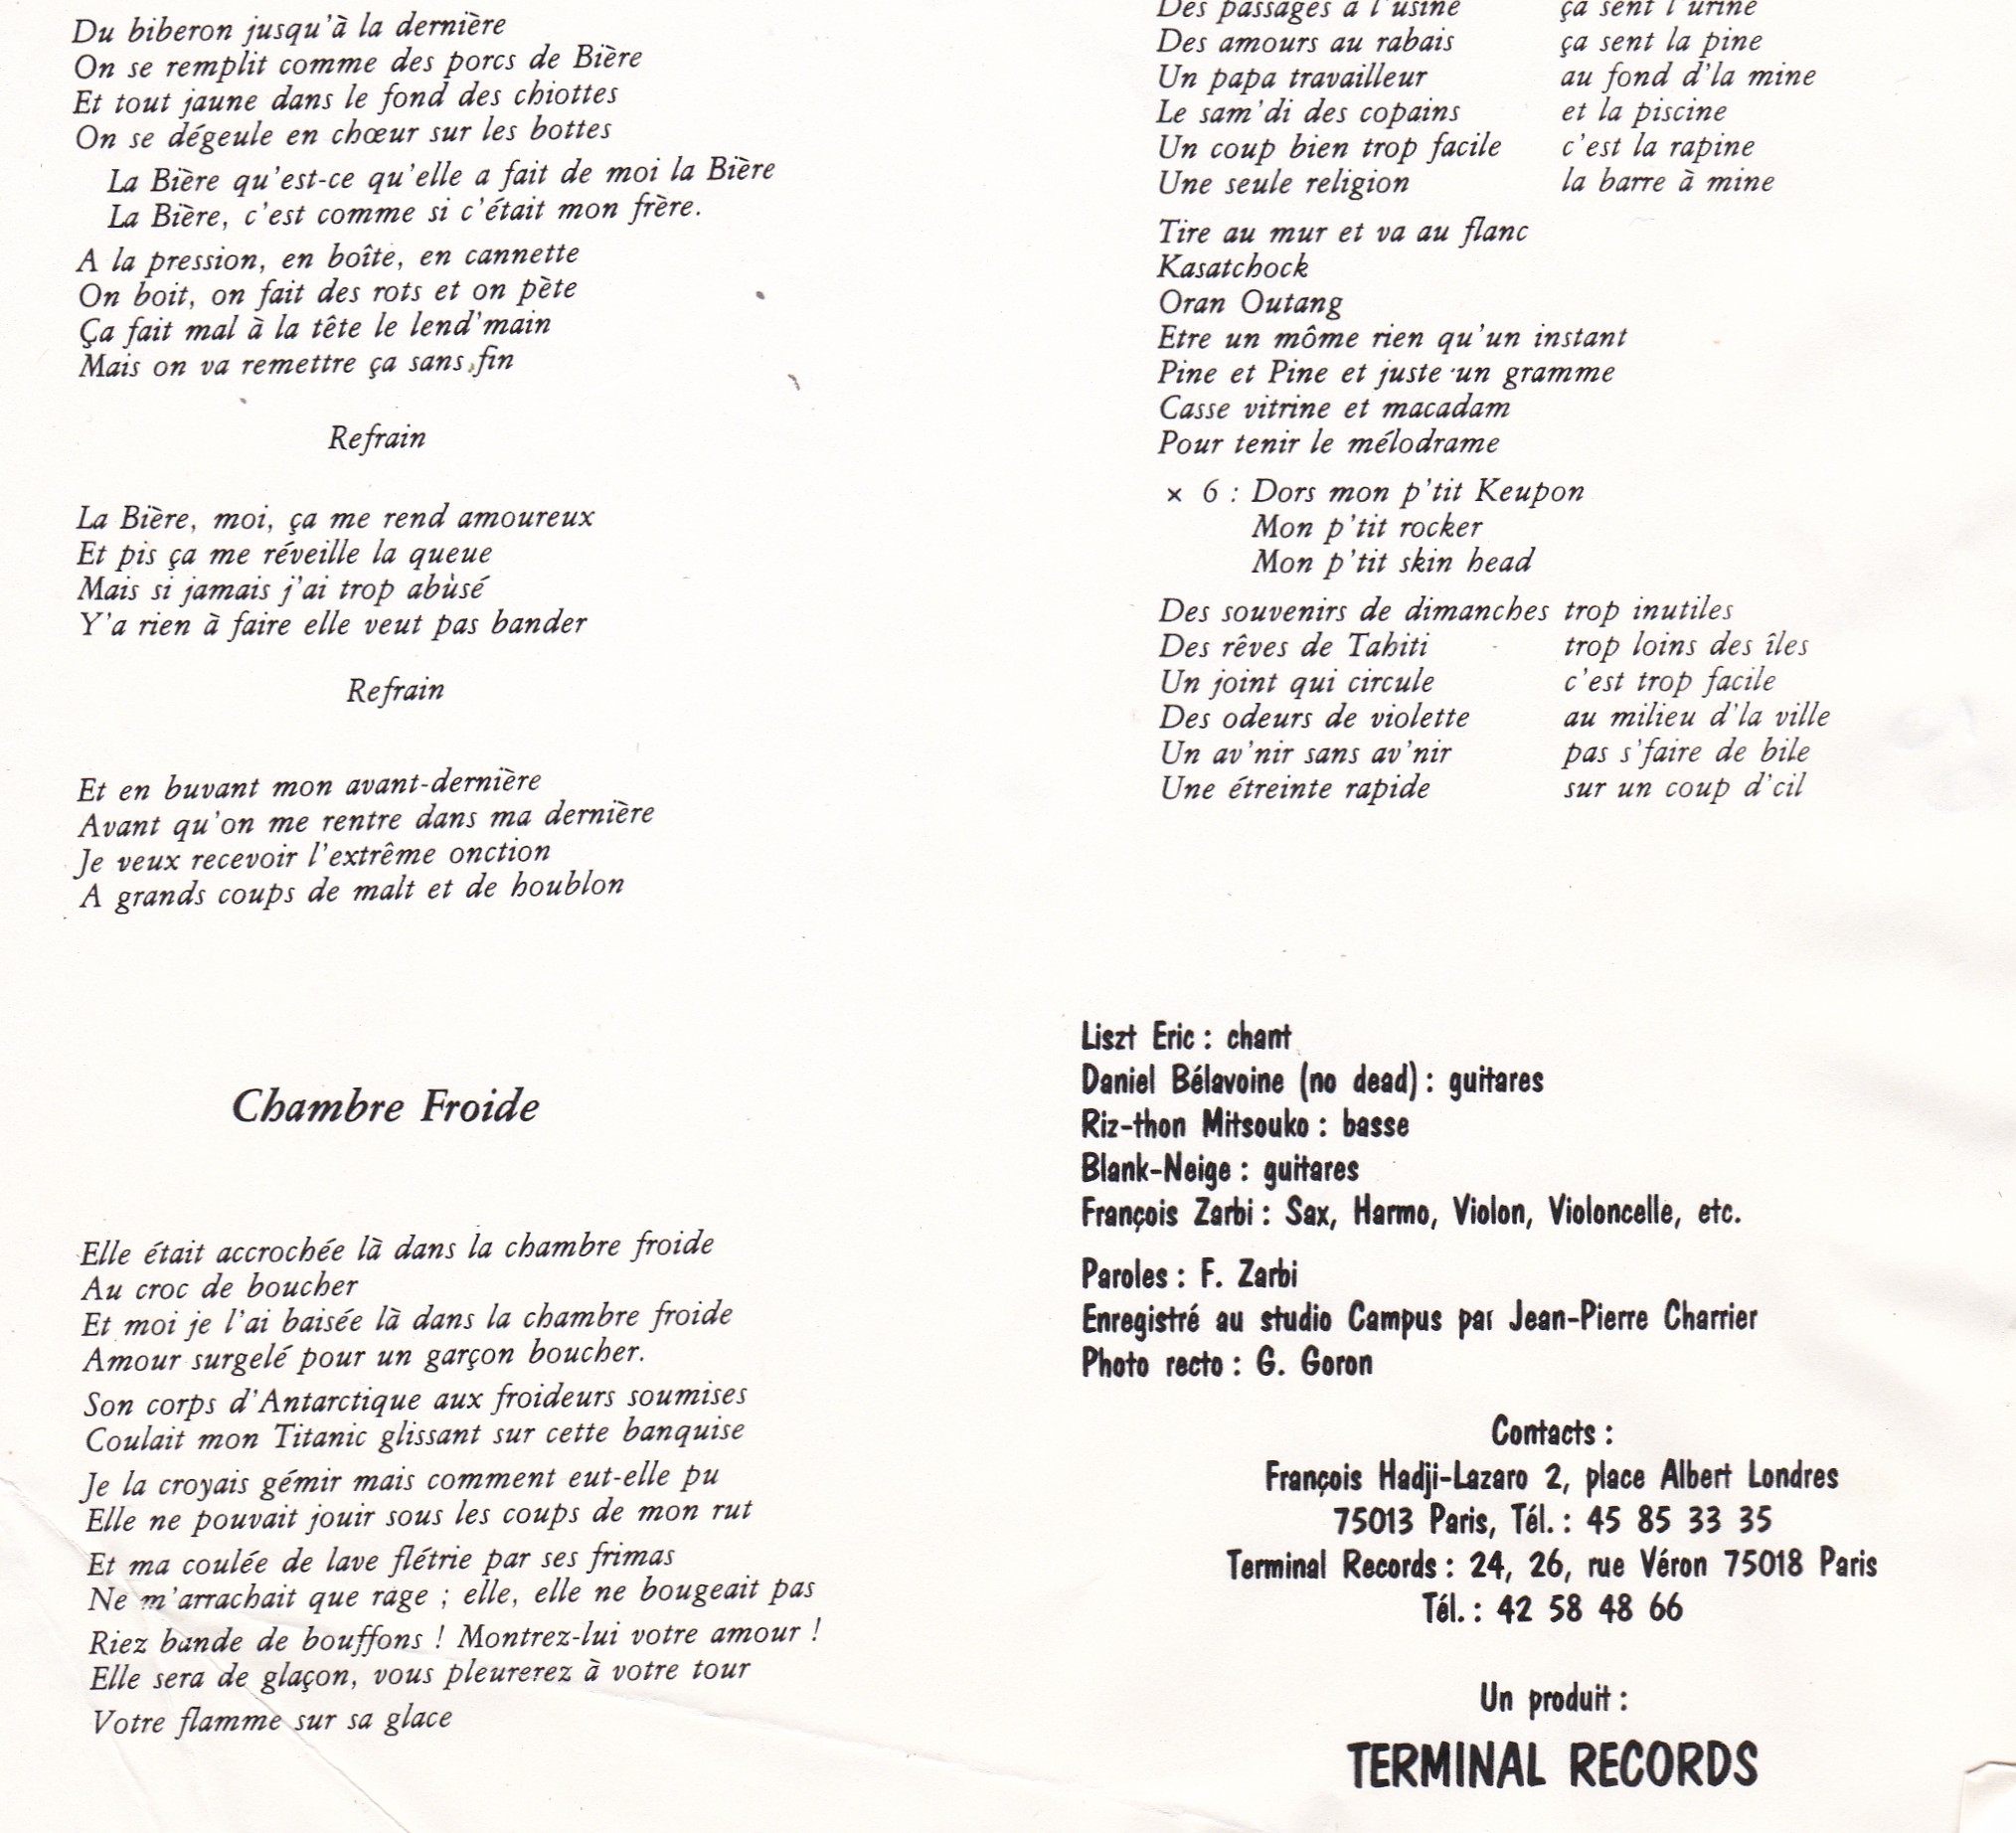 Du biberon jusqu'à la dernière
On se remplit comme des porcs de Bière
Et tout jaune dans le fond des chiottes
On se dégeule en chœur sur les bottes
La Bière qu'est-ce qu'elle a fait de moi la Bière
La Bière, c'est comme si c'était mon frère.
A la pression, en boîte, en cannette
On boit, on fait des rots et on pète
Ça fait mal à la tête le lend'main
Mais on va remettre ça sans fin
Refrain
La Bière, moi, ça me rend amoureux
Et pis ça me réveille la queue
Mais si jamais j'ai trop abùsé
Y'a rien à faire elle veut pas bander
Refrain
Et en buvant mon avant-dernière
Avant qu'on me rentre dans ma dernière
Je veux recevoir l'extrême onction
A grands coups de malt et de houblon
Chambre Froide
Elle était accrochée là dans la chambre froide
Au croc de boucher
Et moi je l'ai baisée là dans la chambre froide
Amour surgelé pour un garçon boucher.
Son corps d'Antarctique aux froideurs soumises
Coulait mon Titanic glissant sur cette banquise
Je la croyais gémir mais comment eut-elle pu
Elle ne pouvait jouir sous les coups de mon rut
Et ma coulée de lave flétrie par ses frimas
Ne m'arrachait que rage ; elle, elle ne bougeait pas
Riez bande de bouffons ! Montrez-lui votre amour !
Elle sera de glaçon, vous pleurerez à votre tour
Votre flamme sur sa glace
Des passages à l'usine ça sent l'urine
Des amours au rabais ça sent la pine
Un papa travailleur au fond d'la mine
Le sam'di des copains et la piscine
Un coup bien trop facile c'est la rapine
Une seule religion la barre à mine
Tire au mur et va au flanc
Kasatchock
Oran Outang
Etre un môme rien qu'un instant
Pine et Pine et juste un gramme
Casse vitrine et macadam
Pour tenir le mélodrame
× 6 : Dors mon p'tit Keupon
Mon p'tit rocker
Mon p'tit skin head
Des souvenirs de dimanches trop inutiles
Des rêves de Tahiti trop loins des îles
Un joint qui circule c'est trop facile
Des odeurs de violette au milieu d'la ville
Un av'nir sans av'nir pas s'faire de bile
Une étreinte rapide sur un coup d'cil
Liszt Eric : chant
Daniel Bélavoine (no dead) : guitares
Riz-thon Mitsouko : basse
Blank-Neige : guitares
François Zarbi : Sax, Harmo, Violon, Violoncelle, etc.
Paroles : F. Zarbi
Enregistré au studio Campus par Jean-Pierre Charrier
Photo recto : G. Goron
Contacts :
François Hadji-Lazaro 2, place Albert Londres
75013 Paris, Tél. : 45 85 33 35
Terminal Records : 24, 26, rue Véron 75018 Paris
Tél. : 42 58 48 66
Un produit :
TERMINAL RECORDS